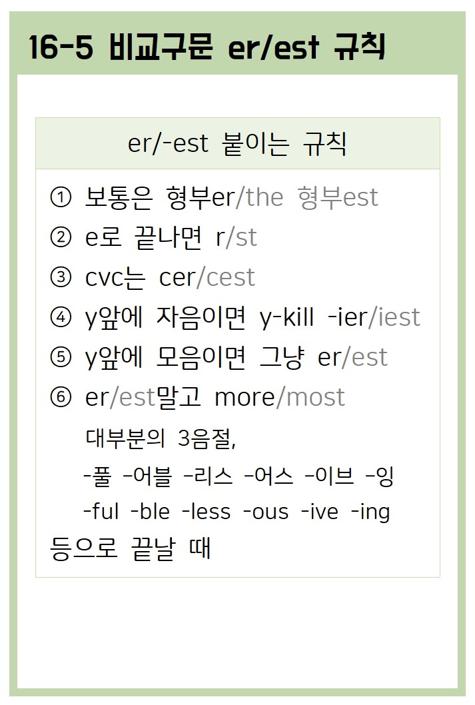 16-5 비교구문 er/est 규칙
er/-est 붙이는 규칙
① 보통은 형부er/the 형부est
② e로 끝나면 r/st
③ cvc는 cer/cest
④ y앞에 자음이면 y-kill -ier/iest
⑤ y앞에 모음이면 그냥 er/est
⑥ er/est말고 more/most
대부분의 3음절,
-풀 -어블 -리스 -어스 -이브 -잉
-ful -ble -less -ous -ive -ing
등으로 끝날 때